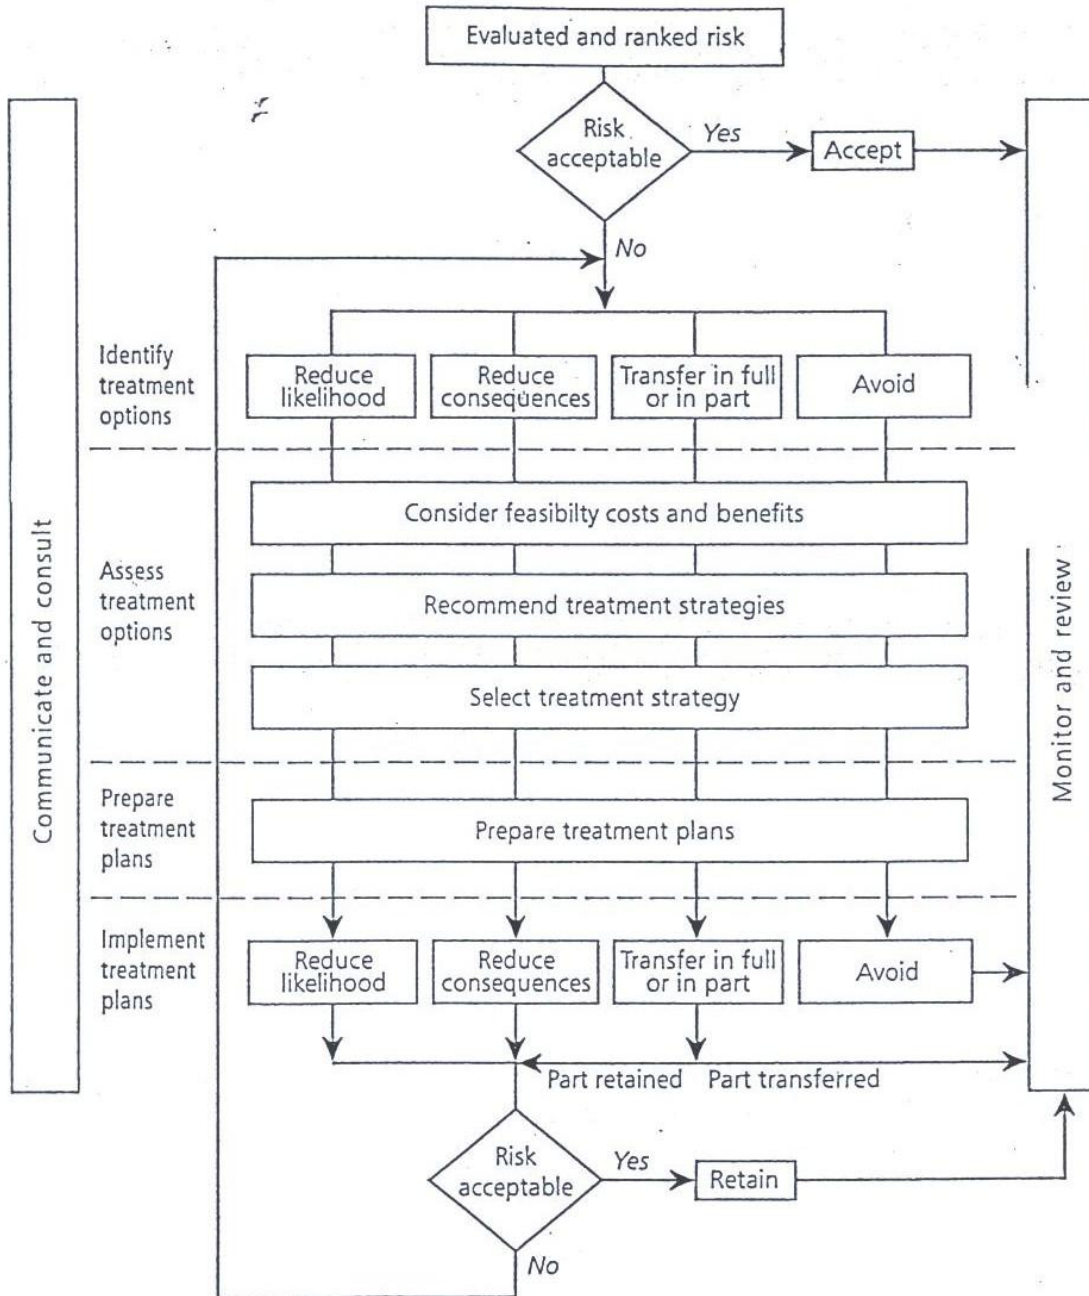 Evaluated and ranked risk
Risk
acceptable
Yes
Accept
No
Identify
treatment
options
Reduce
likelihood
Reduce
consequences
Transfer in full
or in part
Avoid
Consider feasibilty costs and benefits
Assess
treatment
options
Recommend treatment strategies
Select treatment strategy
Prepare
treatment
plans
Prepare treatment plans
Implement
treatment
plans
Reduce
likelihood
Reduce
consequences
Transfer in full
or in part
Avoid
Part retained
Part transferred
Risk
acceptable
Yes
Retain
No
Communicate and consult
Monitor and review